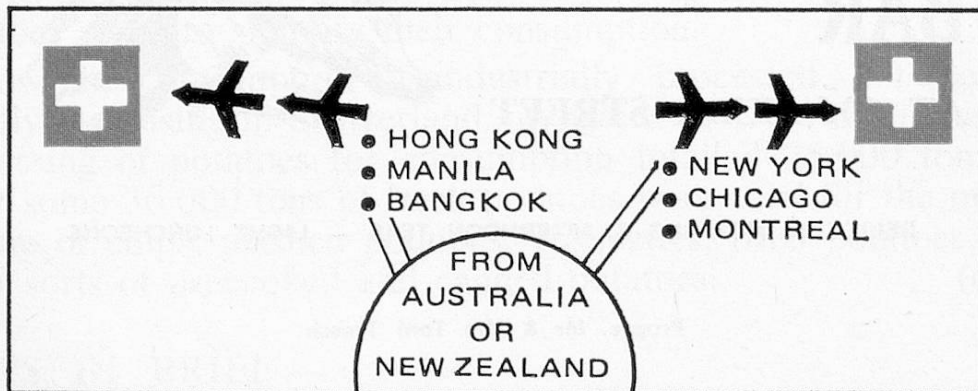 • HONG KONG
• MANILA
• BANGKOK
• NEW YORK
• CHICAGO
• MONTREAL
FROM
AUSTRALIA
OR
NEW ZEALAND